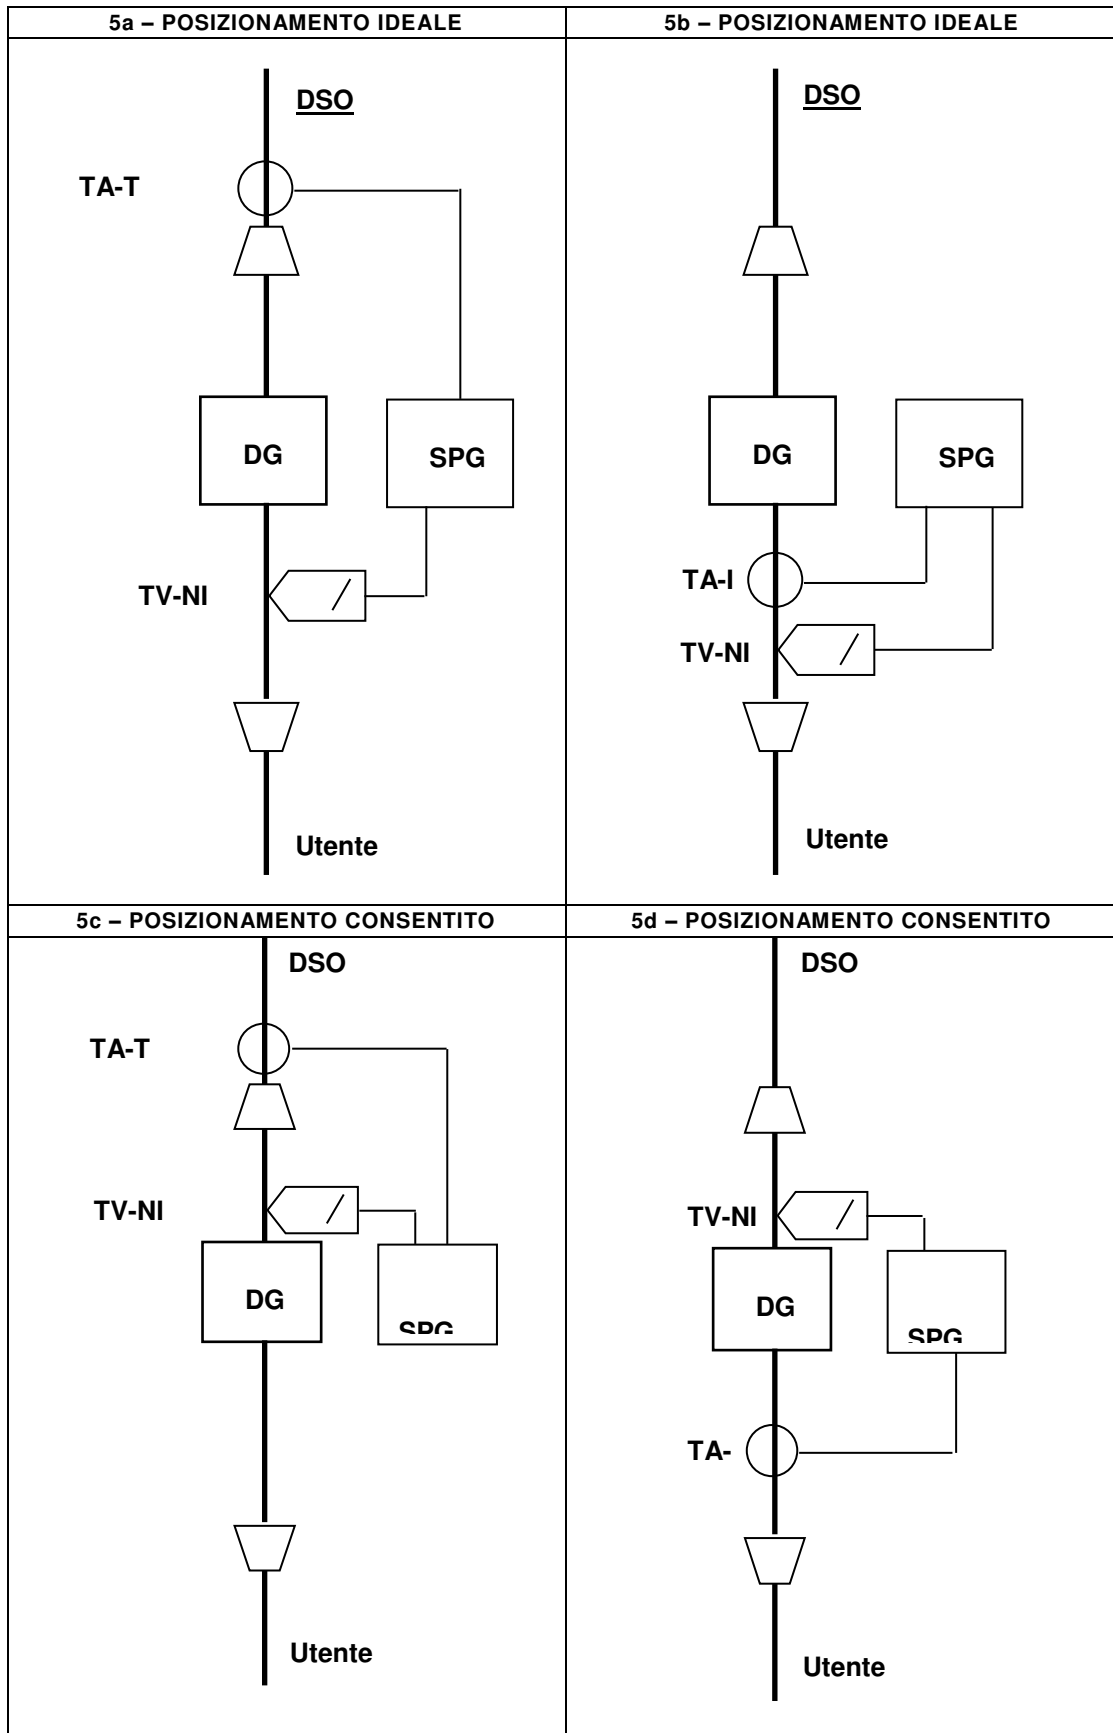 5a – POSIZIONAMENTO IDEALE
5b – POSIZIONAMENTO IDEALE
DSO
TA-T
DG
SPG
TV-NI
Utente
DSO
DG
SPG
TA-I
TV-NI
Utente
5c – POSIZIONAMENTO CONSENTITO
5d – POSIZIONAMENTO CONSENTITO
DSO
TA-T
TV-NI
DG
SPG
Utente
DSO
TV-NI
DG
SPG
TA-
Utente